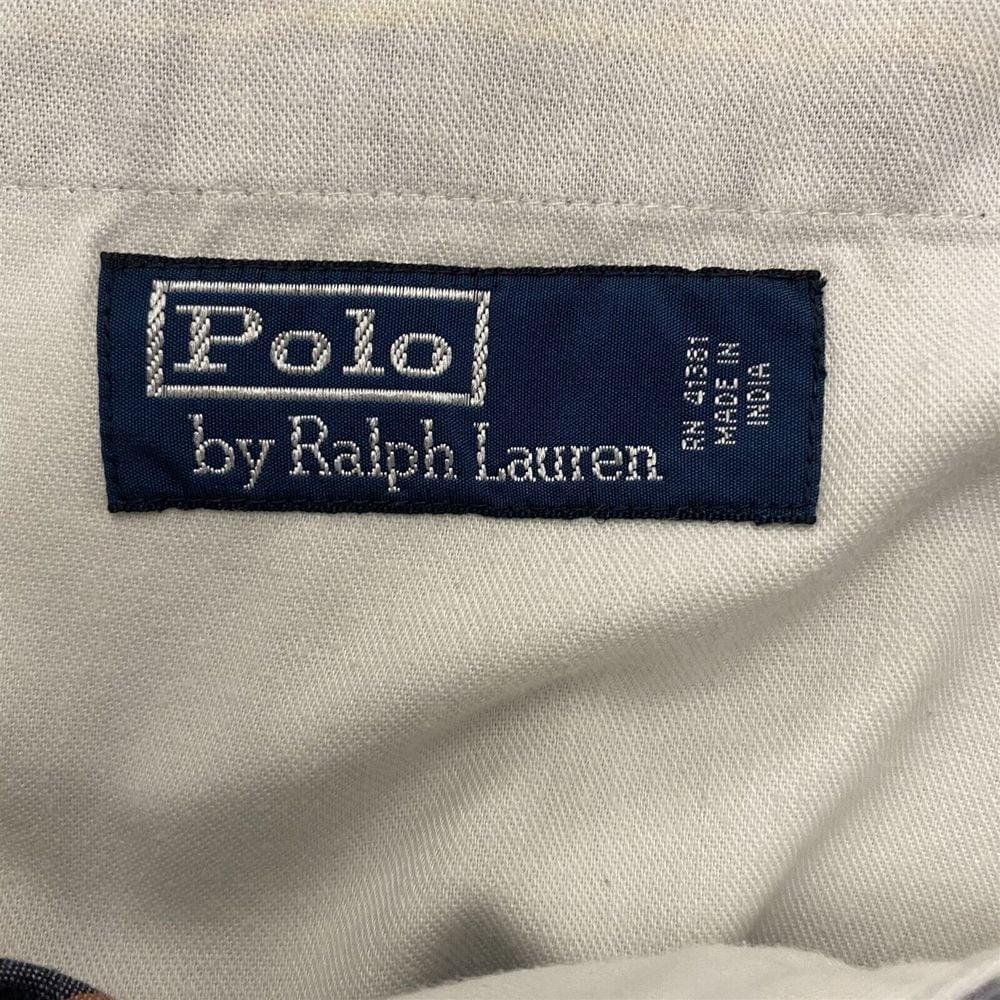 Polo
by Ralph Lauren
RN 41381
MADE IN
INDIA